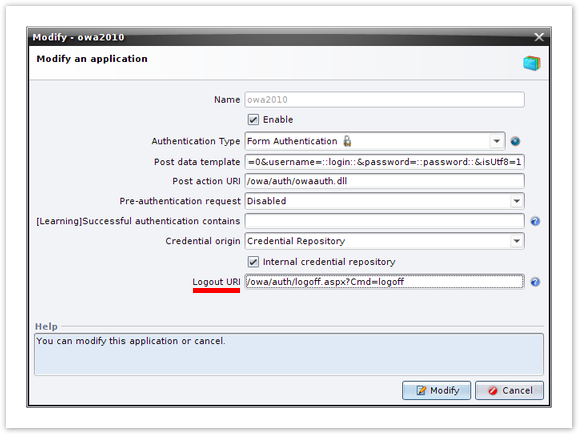 Modify - owa2010
Modify an application
Name owa2010
Enable
Authentication Type Form Authentication
Post data template =0&username=::login::&password=::password::&isUtf8=1
Post action URI /owa/auth/owaauth.dll
Pre-authentication request Disabled
[Learning]Successful authentication contains
Credential origin Credential Repository
Internal credential repository
Logout URI /owa/auth/logoff.aspx?Cmd=logoff
Help
You can modify this application or cancel.
Modify Cancel